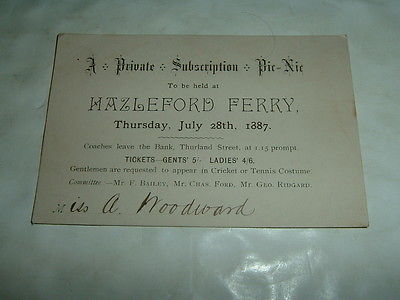 A ❖ Private ❖ Subscription ❖ Pic-Nic
To be held at
HAZLEFORD FERRY,
Thursday, July 28th, 1887.
Coaches leave the Bank, Thurland Street, at 1.15 prompt.
TICKETS—GENTS' 5/- LADIES' 4/6.
Gentlemen are requested to appear in Cricket or Tennis Costume.
Committee—Mr. F. Bailey, Mr. Chas. Ford, Mr. Geo. Ridgard.
Miss A. Woodward